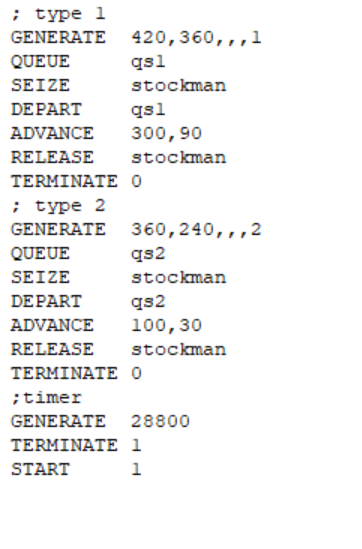 ; type 1
GENERATE 420,360,,,1
QUEUE qs1
SEIZE stockman
DEPART qs1
ADVANCE 300,90
RELEASE stockman
TERMINATE 0
; type 2
GENERATE 360,240,,,2
QUEUE qs2
SEIZE stockman
DEPART qs2
ADVANCE 100,30
RELEASE stockman
TERMINATE 0
;timer
GENERATE 28800
TERMINATE 1
START 1